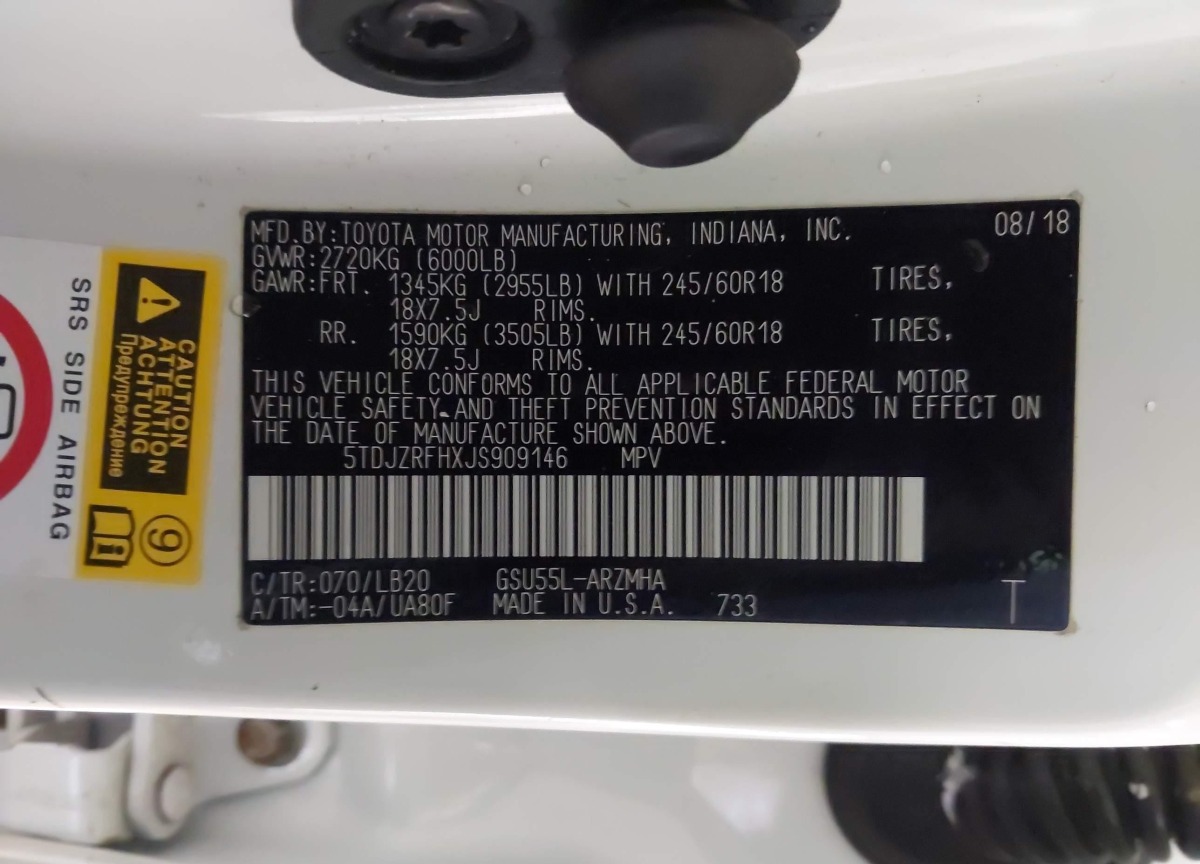 MFD.BY:TOYOTA MOTOR MANUFACTURING, INDIANA, INC. 08/18
GVWR:2720KG (6000LB)
GAWR:FRT. 1345KG (2955LB) WITH 245/60R18 TIRES,
18X7.5J RIMS.
RR. 1590KG (3505LB) WITH 245/60R18 TIRES,
18X7.5J RIMS.
THIS VEHICLE CONFORMS TO ALL APPLICABLE FEDERAL MOTOR
VEHICLE SAFETY AND THEFT PREVENTION STANDARDS IN EFFECT ON
THE DATE OF MANUFACTURE SHOWN ABOVE.
5TDJZRFHXJS909146 MPV
C/TR:070/LB20 GSU55L-ARZMHA
A/TM:-04A/UA80F MADE IN U.S.A. 733
T
CAUTION
ATTENTION
ACHTUNG
Предупреждение
9
SRS SIDE AIRBAG